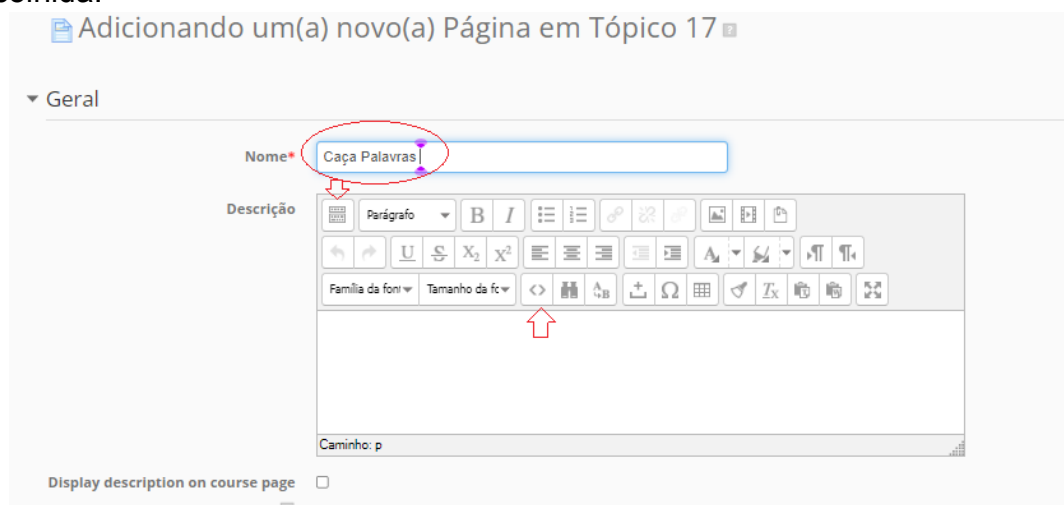 Adicionando um(a) novo(a) Página em Tópico 17
Geral
Nome*
Caça Palavras
Descrição
Parágrafo
B I
U S X₂ X²
Família da font
Tamanho da fc
Caminho: p
Display description on course page